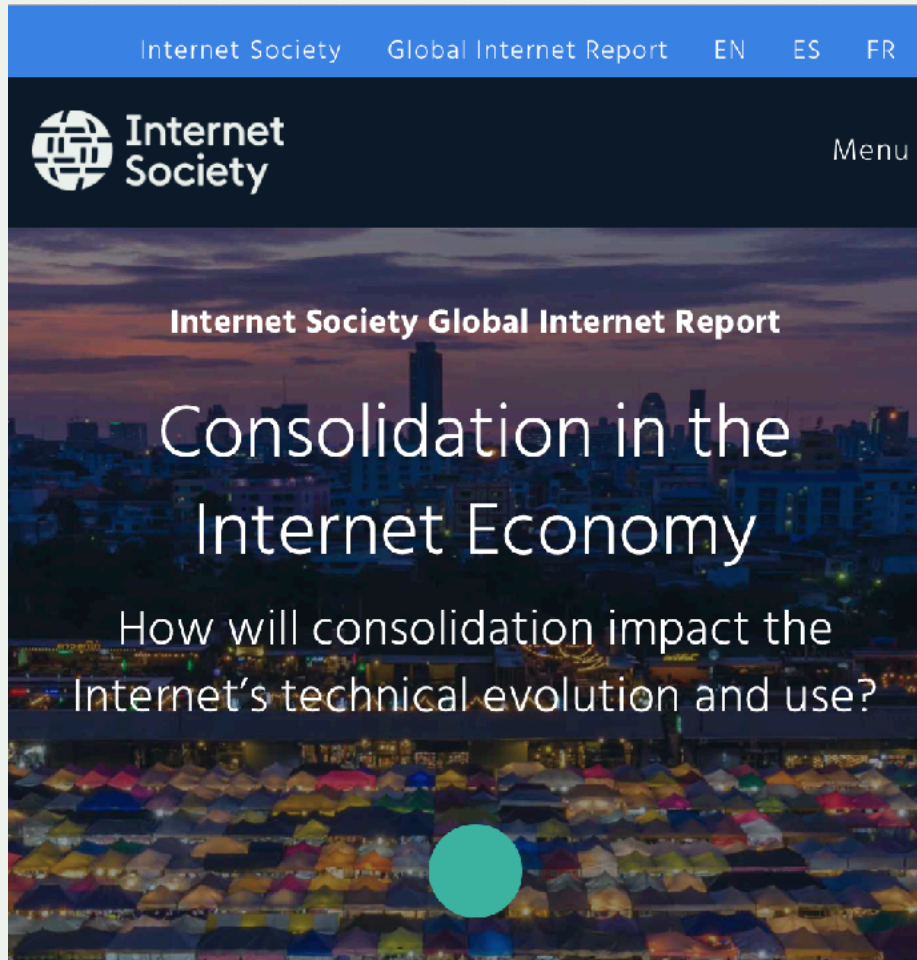 Internet Society Global Internet Report EN ES FR
Internet
Society
Menu
Internet Society Global Internet Report
Consolidation in the
Internet Economy
How will consolidation impact the
Internet’s technical evolution and use?